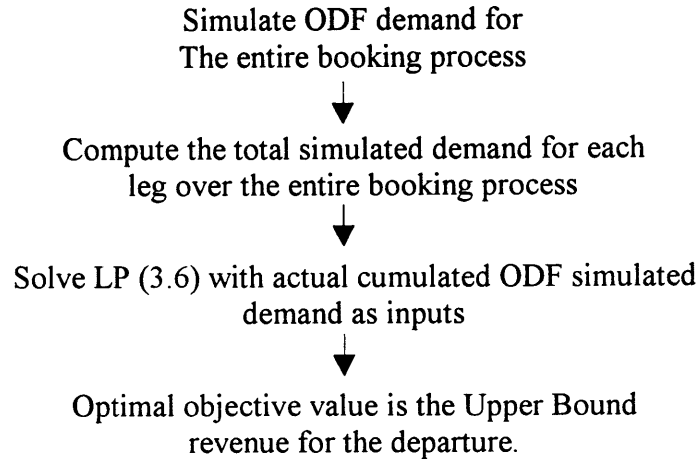 Simulate ODF demand for
The entire booking process
Compute the total simulated demand for each
leg over the entire booking process
Solve LP (3.6) with actual cumulated ODF simulated
demand as inputs
Optimal objective value is the Upper Bound
revenue for the departure.